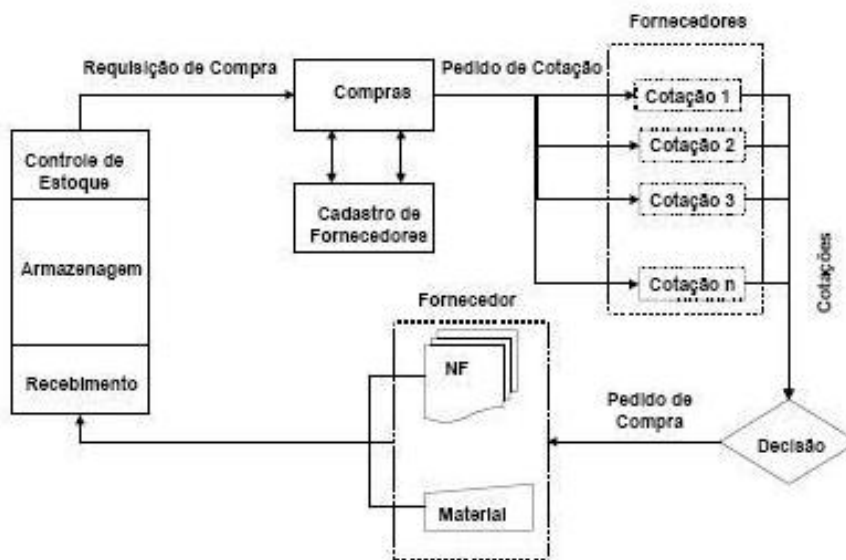 Fornecedores
Requisição de Compra
Compras
Pedido de Cotação
Cotação 1
Cotação 2
Cotação 3
Cotação n
Controle de
Estoque
Cadastro de
Fornecedores
Armazenagem
Cotações
Fornecedor
Recebimento
NF
Pedido de
Compra
Decisão
Material